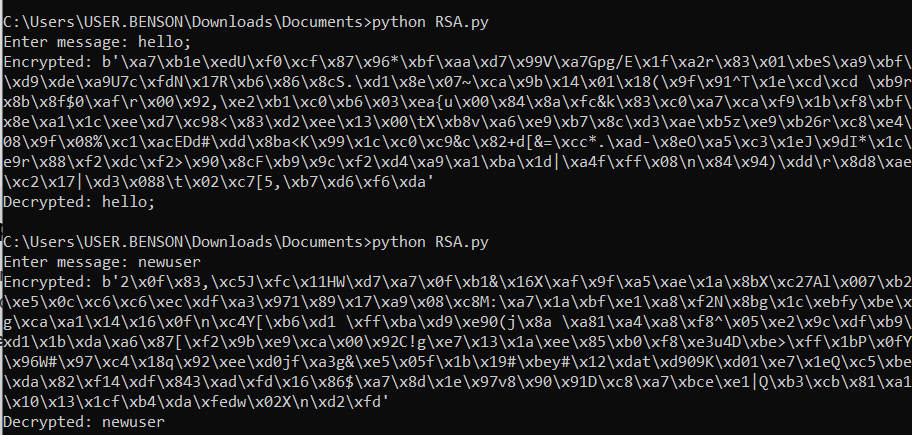 C:\Users\USER.BENSON\Downloads\Documents>python RSA.py
Enter message: hello;
Encrypted: b'\xa7\xb1e\xedU\xf0\xcf\x87\x96*\xbf\xaa\xd7\x99V\xa7Gpg/E\x1f\xa2r\x83\x01\xbeS\xa9\xbf\
\xd9\xde\xa9U7c\xfdN\x17R\xb6\x86\x8cS.\xd1\x8e\x07~\xca\x9b\x14\x01\x18(\x9f\x91^T\x1e\xcd\xcd \xb9r
x8b\x8f$0\xaf\r\x00\x92,\xe2\xb1\xc0\xb6\x03\xea{u\x00\x84\x8a\xfc&k\x83\xc0\xa7\xca\xf9\x1b\xf8\xbf\
x8e\xa1\x1c\xee\xd7\xc98<\x83\xd2\xee\x13\x00\tX\xb8v\xa6\xe9\xb7\x8c\xd3\xae\xb5z\xe9\xb26r\xc8\xe4\
08\x9f\x08%\xc1\xacEDd#\xdd\x8ba<K\x99\x1c\xc0\xc9&c\x82+d[&=\xcc*.\xad-\x8eO\xa5\xc3\x1eJ\x9dI*\x1c\
e9r\x88\xf2\xdc\xf2>\x90\x8cF\xb9\x9c\xf2\xd4\xa9\xa1\xba\x1d|\xa4f\xff\x08\n\x84\x94)\xdd\r\x8d8\xae
\xc2\x17|\xd3\x088\t\x02\xc7[5,\xb7\xd6\xf6\xda'
Decrypted: hello;
C:\Users\USER.BENSON\Downloads\Documents>python RSA.py
Enter message: newuser
Encrypted: b'2\x0f\x83,\xc5J\xfc\x11HW\xd7\xa7\x0f\xb1&\x16X\xaf\x9f\xa5\xae\x1a\x8bX\xc27Al\x007\xb2
\xe5\x0c\xc6\xc6\xec\xdf\xa3\x971\x89\x17\xa9\x08\xc8M:\xa7\x1a\xbf\xe1\xa8\xf2N\x8bg\x1c\xebfy\xbe\x
g\xca\xa1\x14\x16\x0f\n\xc4Y[\xb6\xd1 \xff\xba\xd9\xe90(j\x8a \xa81\xa4\xa8\xf8^\x05\xe2\x9c\xdf\xb9\
xd1\x1b\xda\xa6\x87[\xf2\x9b\xe9\xca\x00\x92C!g\xe7\x13\x1a\xee\x85\xb0\xf8\xe3u4D\xbe>\xff\x1bP\x0fY
\x96W#\x97\xc4\x18q\x92\xee\xd0jf\xa3g&\xe5\x05f\x1b\x19#\xbey#\x12\xdat\xd909K\xd01\xe7\x1eQ\xc5\xbe
\xda\x82\xf14\xdf\x843\xad\xfd\x16\x86$\xa7\x8d\x1e\x97v8\x90\x91D\xc8\xa7\xbce\xe1|Q\xb3\xcb\x81\xa1
\x10\x13\x1cf\xb4\xda\xfedw\x02X\n\xd2\xfd'
Decrypted: newuser